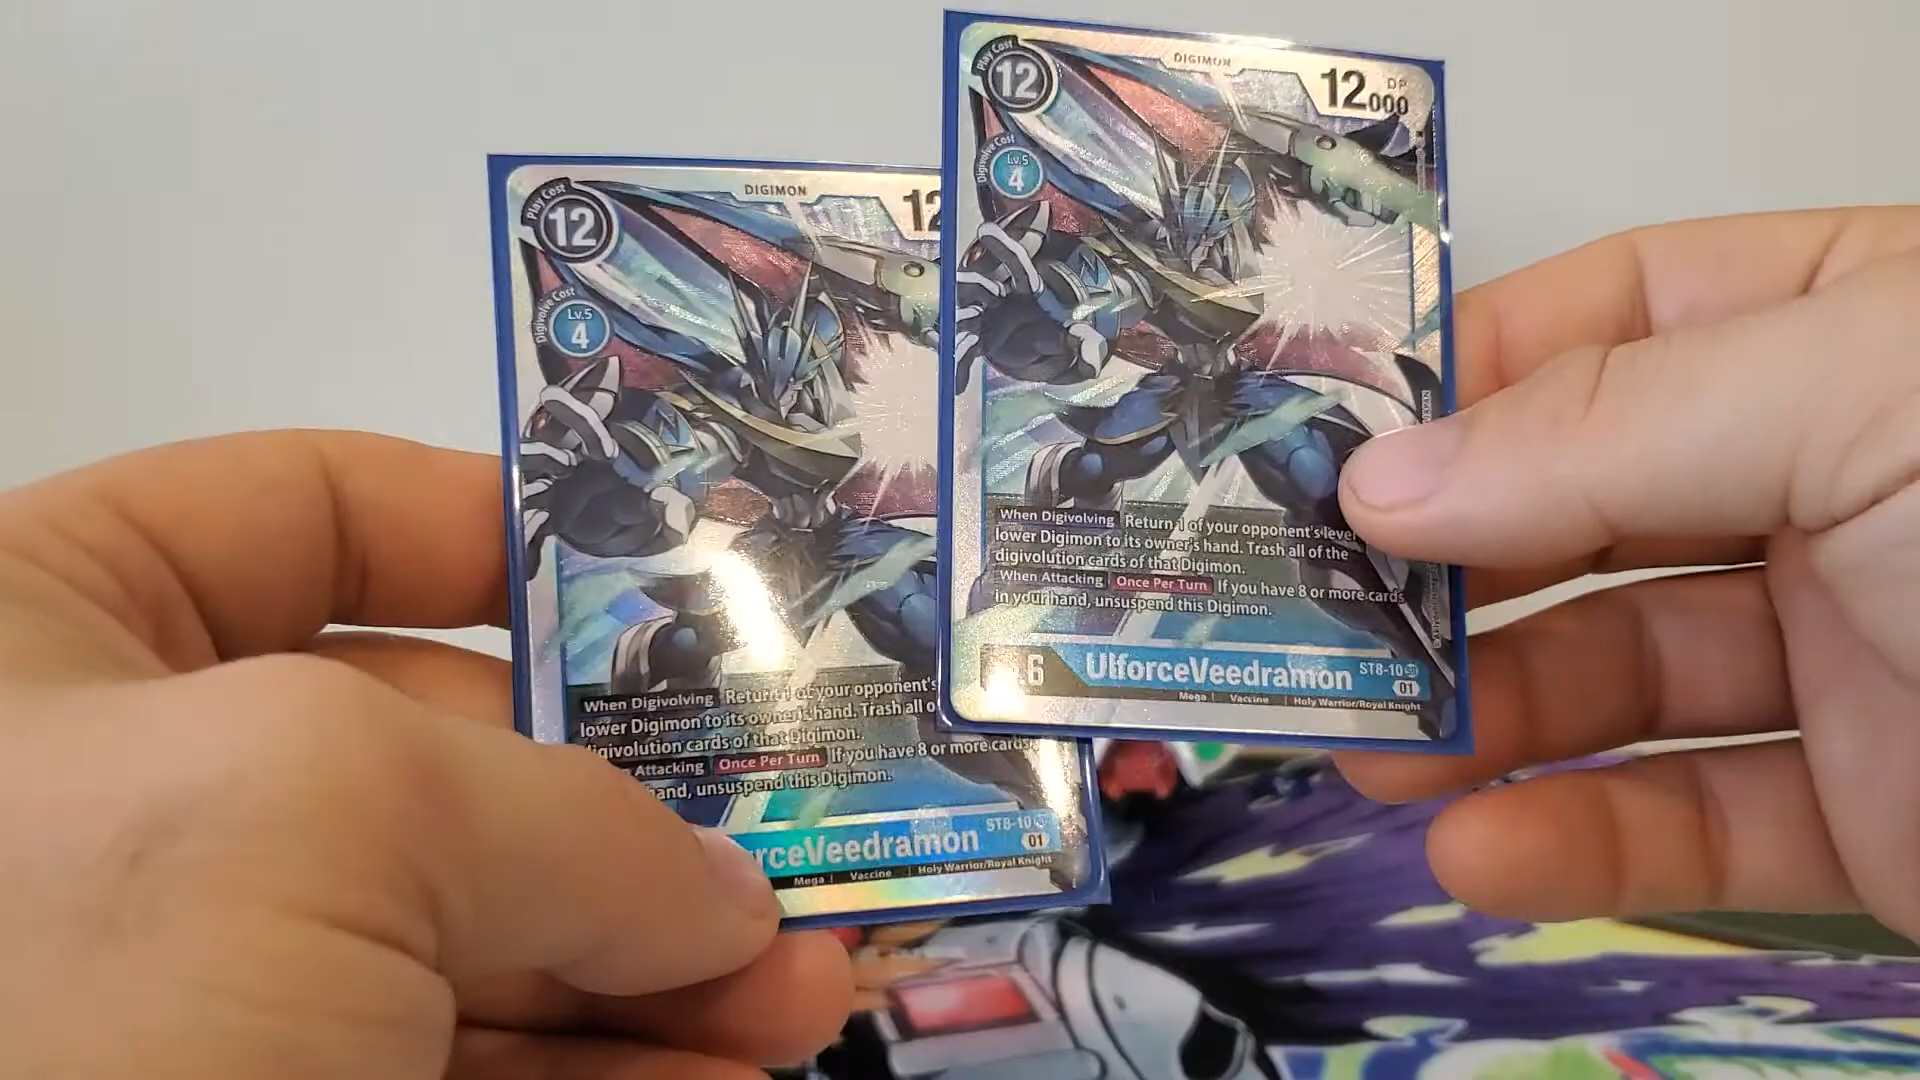 Play Cost
12
DIGIMON
12
Digivolve Cost
Lv.5
4
When Digivolving Return 1 of your opponent's
lower Digimon to its owner's hand. Trash all o
digivolution cards of that Digimon.
Attacking Once Per Turn If you have 8 or more cards
hand, unsuspend this Digimon.
rceVeedramon
ST8-10
01
Mega | Vaccine | Holy Warrior/Royal Knight
Play Cost
12
DIGIMON
DP
12000
Digivolve Cost
Lv.5
4
When Digivolving Return 1 of your opponent's level
lower Digimon to its owner's hand. Trash all of the
digivolution cards of that Digimon.
When Attacking Once Per Turn If you have 8 or more cards
in your hand, unsuspend this Digimon.
.6
UlforceVeedramon
ST8-10 SR
01
Mega | Vaccine | Holy Warrior/Royal Knight